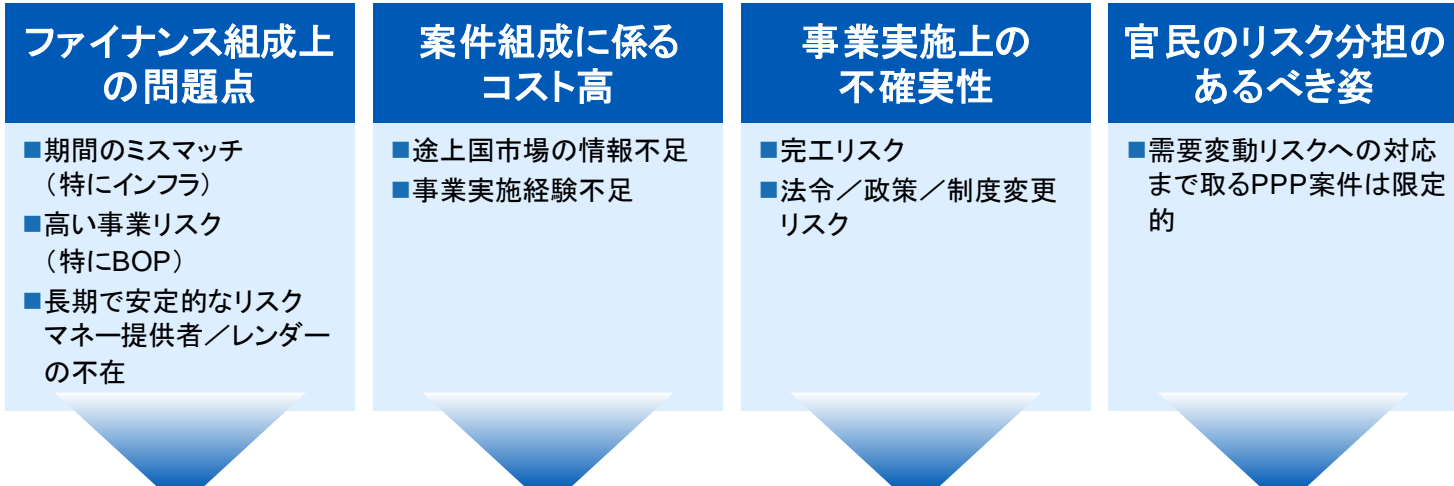 ファイナンス組成上
の問題点
■期間のミスマッチ
（特にインフラ）
■高い事業リスク
（特にBOP）
■長期で安定的なリスク
マネー提供者／レンダー
の不在
案件組成に係る
コスト高
■途上国市場の情報不足
■事業実施経験不足
事業実施上の
不確実性
■完工リスク
■法令／政策／制度変更
リスク
官民のリスク分担の
あるべき姿
■需要変動リスクへの対応
まで取るPPP案件は限定
的